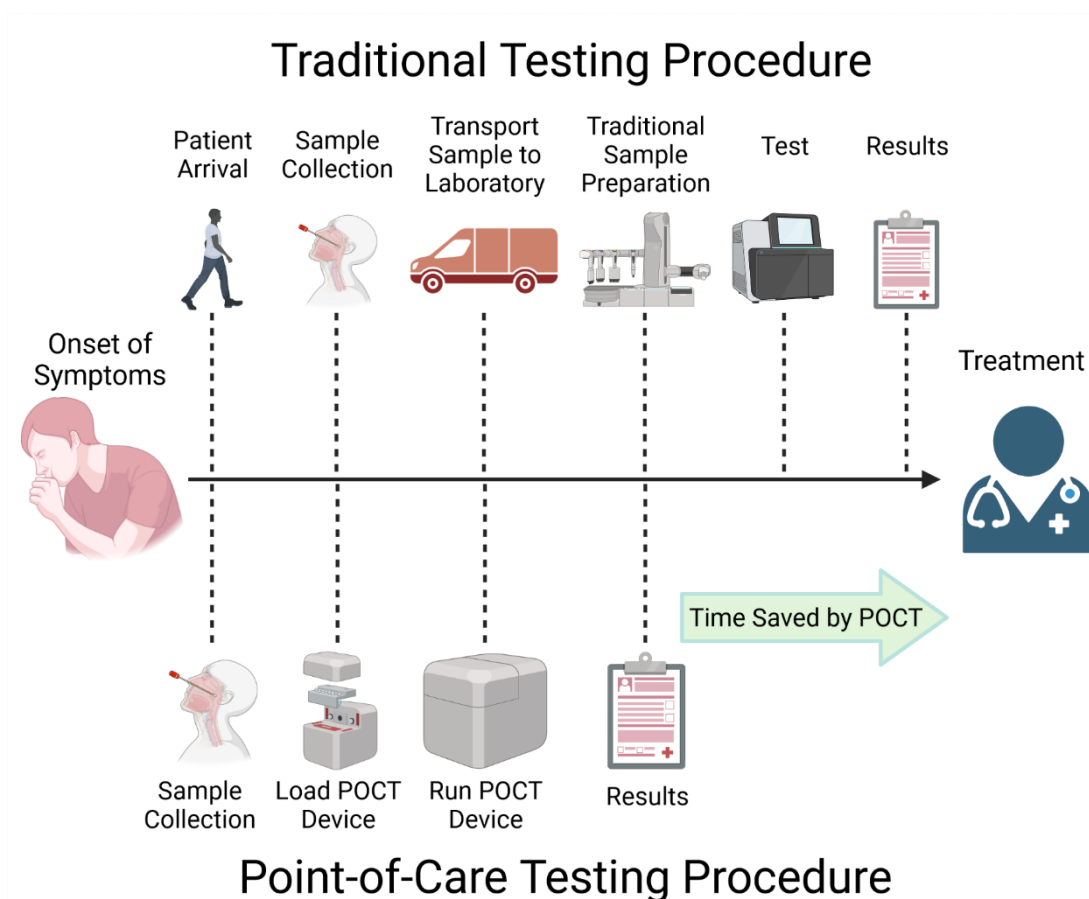 Traditional Testing Procedure
Patient
Arrival
Sample
Collection
Transport
Sample to
Laboratory
Traditional
Sample
Preparation
Test
Results
Onset of
Symptoms
Treatment
Time Saved by POCT
Sample
Collection
Load POCT
Device
Run POCT
Device
Results
Point-of-Care Testing Procedure